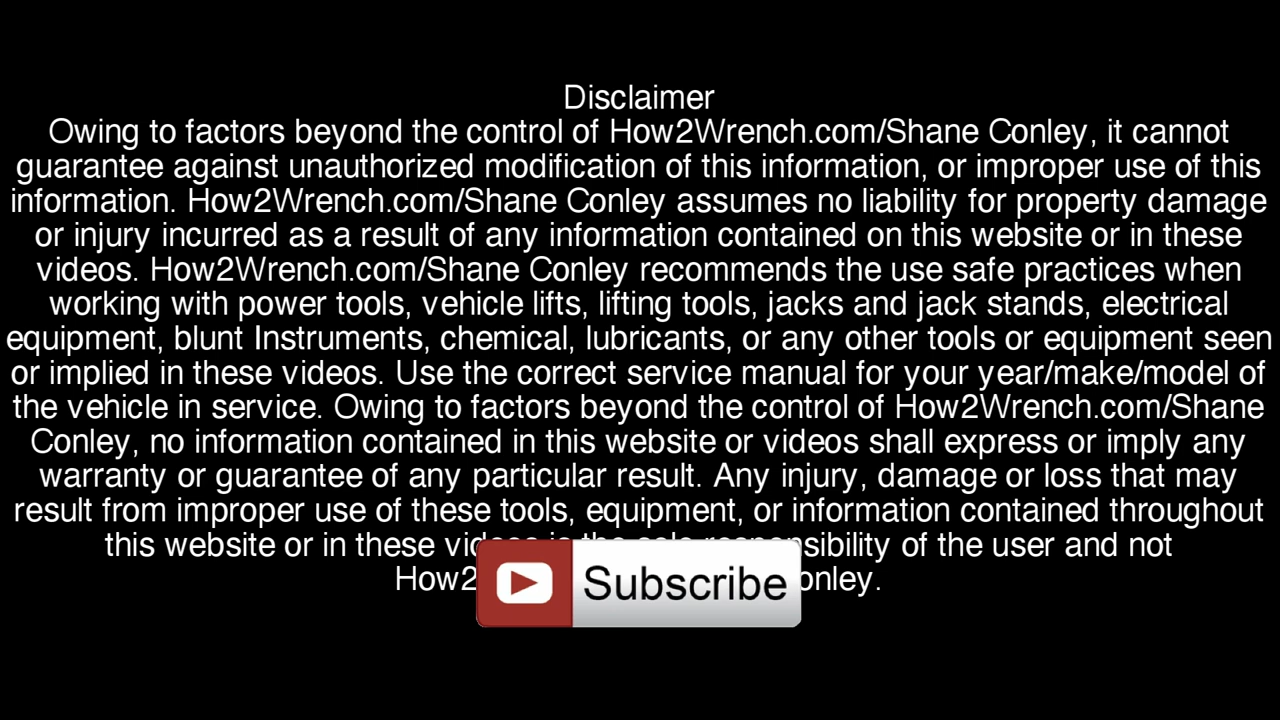 Disclaimer
Owing to factors beyond the control of How2Wrench.com/Shane Conley, it cannot
guarantee against unauthorized modification of this information, or improper use of this
information. How2Wrench.com/Shane Conley assumes no liability for property damage
or injury incurred as a result of any information contained on this website or in these
videos. How2Wrench.com/Shane Conley recommends the use safe practices when
working with power tools, vehicle lifts, lifting tools, jacks and jack stands, electrical
equipment, blunt Instruments, chemical, lubricants, or any other tools or equipment seen
or implied in these videos. Use the correct service manual for your year/make/model of
the vehicle in service. Owing to factors beyond the control of How2Wrench.com/Shane
Conley, no information contained in this website or videos shall express or imply any
warranty or guarantee of any particular result. Any injury, damage or loss that may
result from improper use of these tools, equipment, or information contained throughout
this website or in these videos is the sole responsibility of the user and not
Subscribe